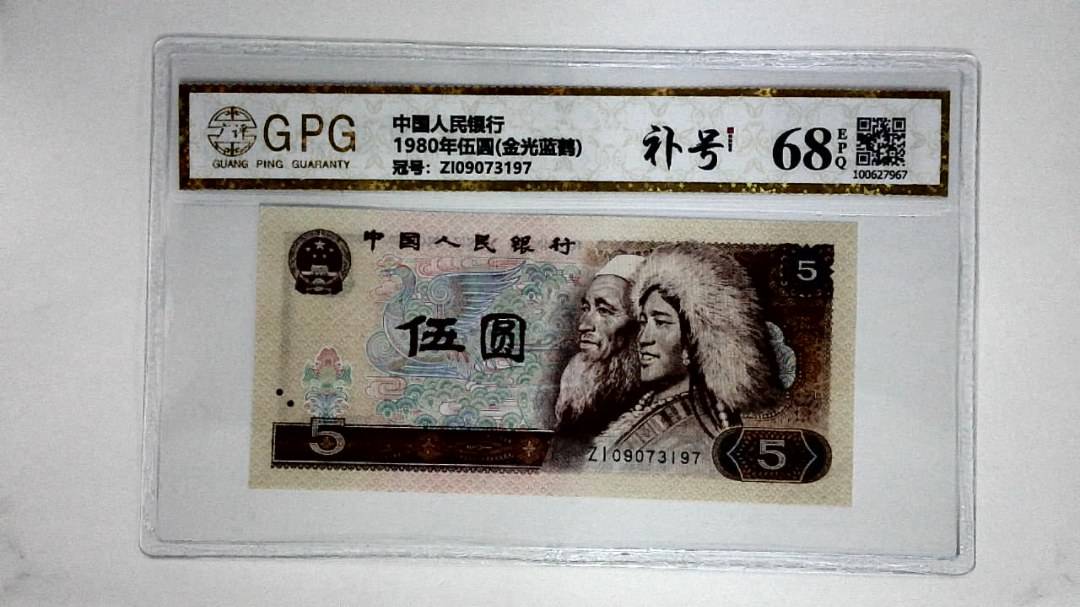 广评
GPG
GUANG PING GUARANTY
中国人民银行
1980年伍圆(金光蓝鹤)
冠号：ZI09073197
补号
68
EPQ
100627967
中国人民银行
5
伍圆
5
ZI09073197
5